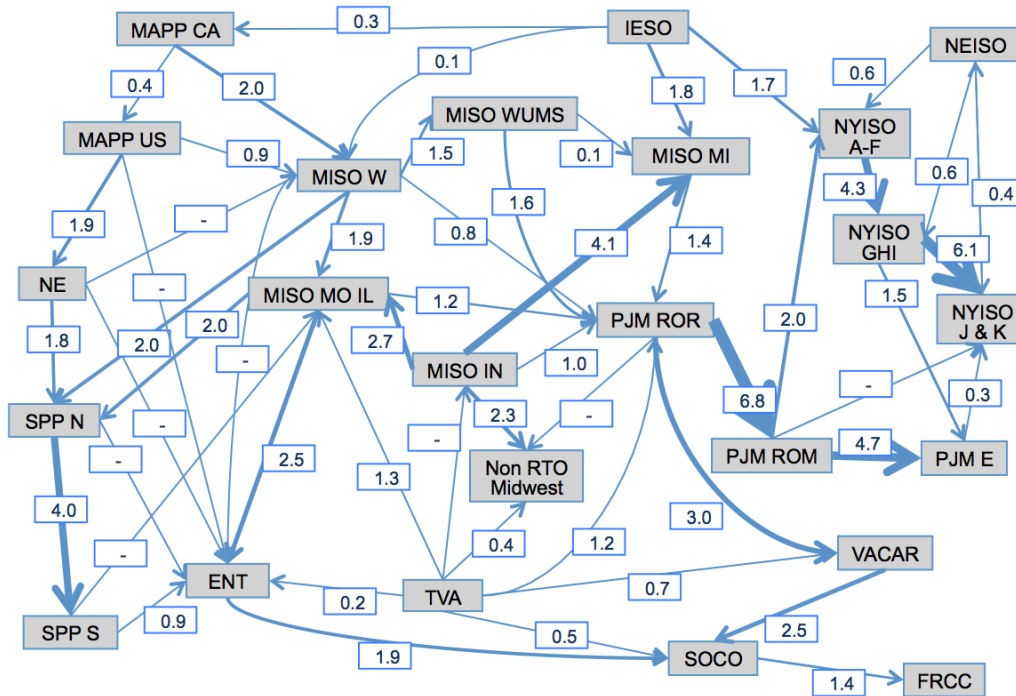 MAPP CA
0.3
IESO
NEISO
0.4
2.0
0.1
1.8
1.7
0.6
MISO WUMS
MAPP US
NYISO
A-F
0.9
1.5
0.1
MISO MI
MISO W
4.3
0.6
0.4
1.9
-
1.6
1.9
0.8
4.1
1.4
NYISO
GHI
6.1
NE
-
MISO MO IL
1.2
1.5
NYISO
J & K
PJM ROR
2.0
1.8
2.0
2.0
2.7
MISO IN
1.0
-
0.3
6.8
SPP N
-
-
-
2.3
-
PJM ROM
4.7
PJM E
2.5
1.3
Non RTO
Midwest
4.0
3.0
-
0.4
1.2
VACAR
ENT
0.2
TVA
0.7
SPP S
0.9
0.5
2.5
1.9
SOCO
1.4
FRCC